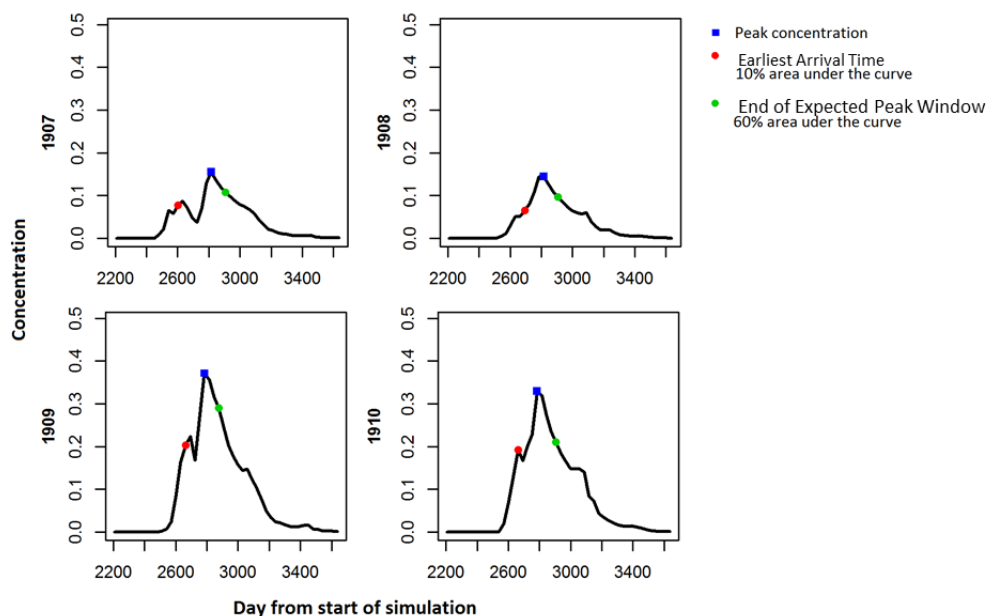 0.5
0.4
0.3
0.2
0.1
0.0
1907
2200 2600 3000 3400
0.5
0.4
0.3
0.2
0.1
0.0
1908
2200 2600 3000 3400
Peak concentration
Earliest Arrival Time
10% area under the curve
End of Expected Peak Window
60% area uder the curve
Concentration
0.5
0.4
0.3
0.2
0.1
0.0
1909
2200 2600 3000 3400
0.5
0.4
0.3
0.2
0.1
0.0
1910
2200 2600 3000 3400
Day from start of simulation